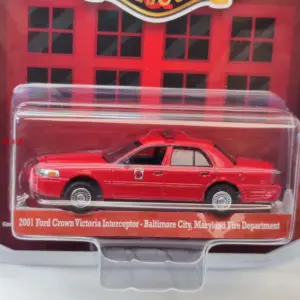 2001 Ford Crown Victoria Interceptor - Baltimore City, Maryland Fire Department